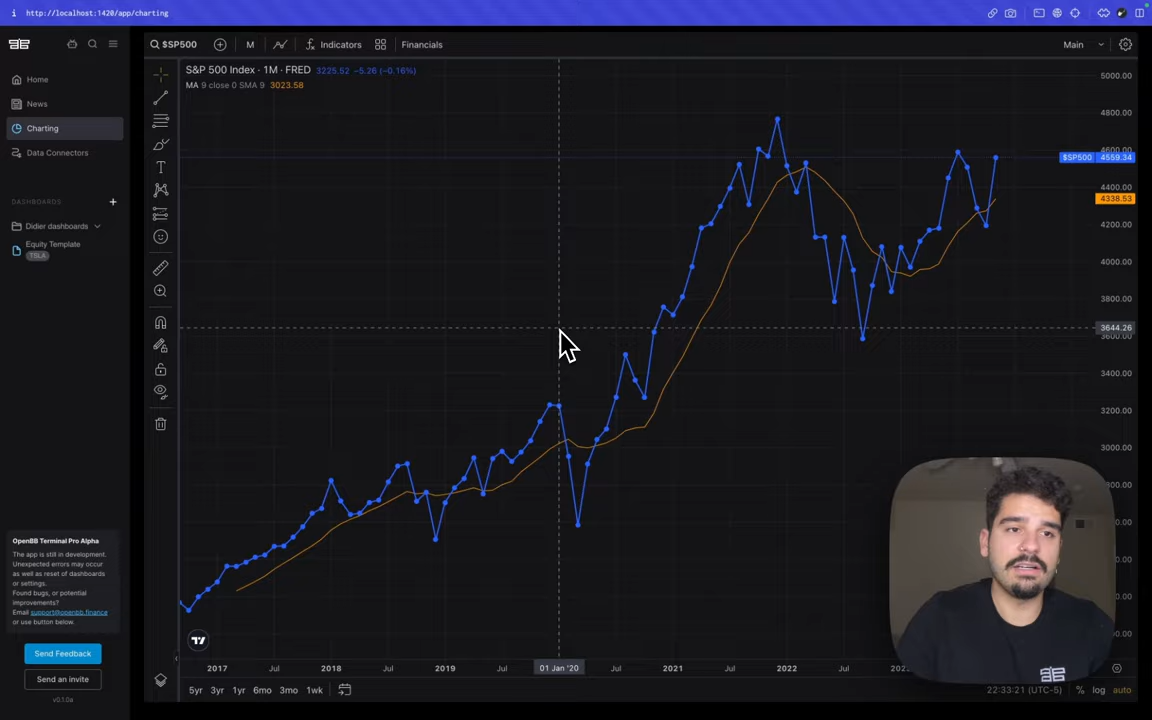 http://localhost:1420/app/charting
Home
News
Charting
Data Connectors
DASHBOARDS
Didier dashboards
Equity Template
TSLA
OpenBB Terminal Pro Alpha
The app is still in development.
Unexpected errors may occur
as well as reset of dashboards
or settings.
Found bugs, or potential
improvements?
Email support@openbb.finance
or use button below.
Send Feedback
Send an invite
$SP500
M
Indicators
Financials
Main
S&P 500 Index · 1M · FRED 3225.52 −5.26 (−0.16%)
MA 9 close 0 SMA 9 3023.58
5000.00
4800.00
$SP500 4559.34
4400.00
4338.53
4200.00
4000.00
3800.00
3644.26
3600.00
3400.00
3200.00
3000.00
2017
Jul
2018
Jul
2019
Jul
01 Jan '20
Jul
2021
Jul
2022
Jul
5yr 3yr 1yr 6mo 3mo 1wk
22:33:21 (UTC-5)
% log auto